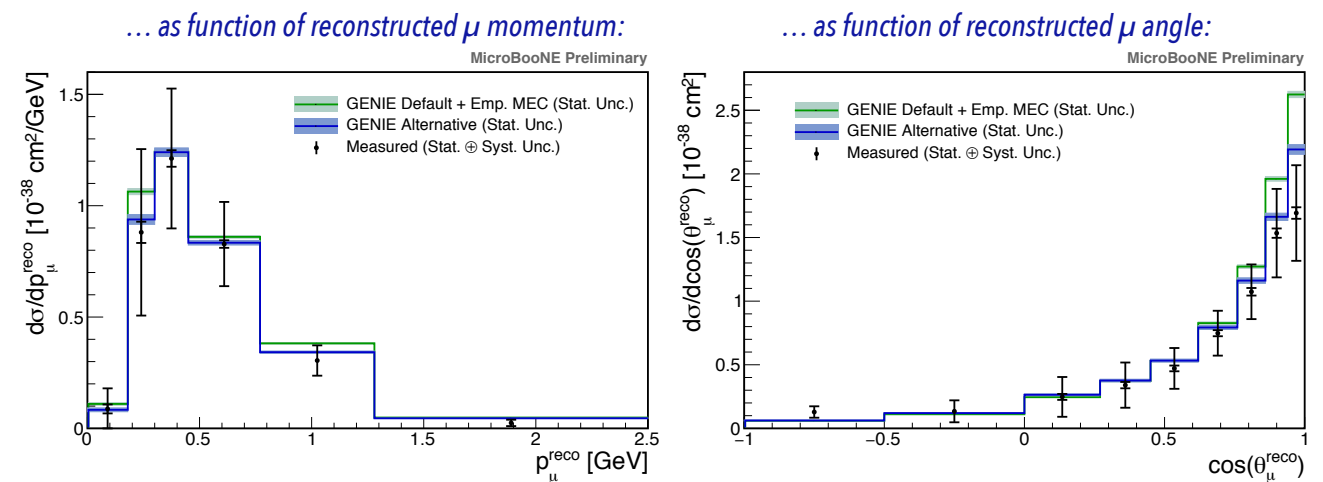 … as function of reconstructed μ momentum:
MicroBooNE Preliminary
GENIE Default + Emp. MEC (Stat. Unc.)
GENIE Alternative (Stat. Unc.)
Measured (Stat. ⊕ Syst. Unc.)
dσ/dp_μ^reco [10^-38 cm²/GeV]
1.5
1
0.5
0
0 0.5 1 1.5 2 2.5
p_μ^reco [GeV]
… as function of reconstructed μ angle:
MicroBooNE Preliminary
GENIE Default + Emp. MEC (Stat. Unc.)
GENIE Alternative (Stat. Unc.)
Measured (Stat. ⊕ Syst. Unc.)
dσ/dcos(θ_μ^reco) [10^-38 cm²]
2.5
2
1.5
1
0.5
0
−1 −0.5 0 0.5 1
cos(θ_μ^reco)